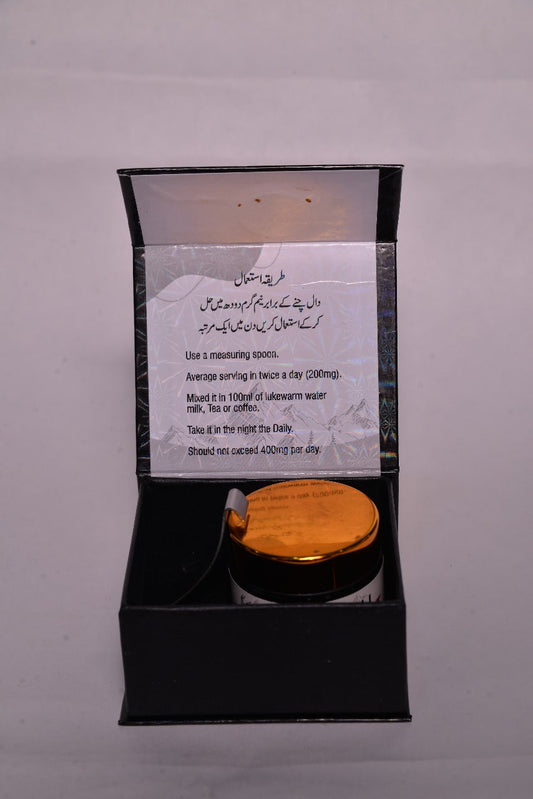 طریقہ استعمال
دال چنے کے برابر نیم گرم دودھ میں حل
کر کے استعمال کریں دن میں ایک مرتبہ
Use a measuring spoon.
Average serving in twice a day (200mg).
Mixed it in 100ml of lukewarm water
milk, Tea or coffee.
Take it in the night the Daily.
Should not exceed 400mg per day.